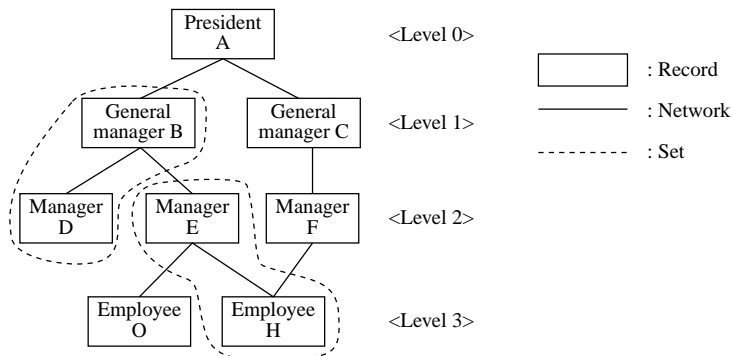 President
A
<Level 0>
: Record
General
manager B
General
manager C
<Level 1>
: Network
: Set
Manager
D
Manager
E
Manager
F
<Level 2>
Employee
O
Employee
H
<Level 3>